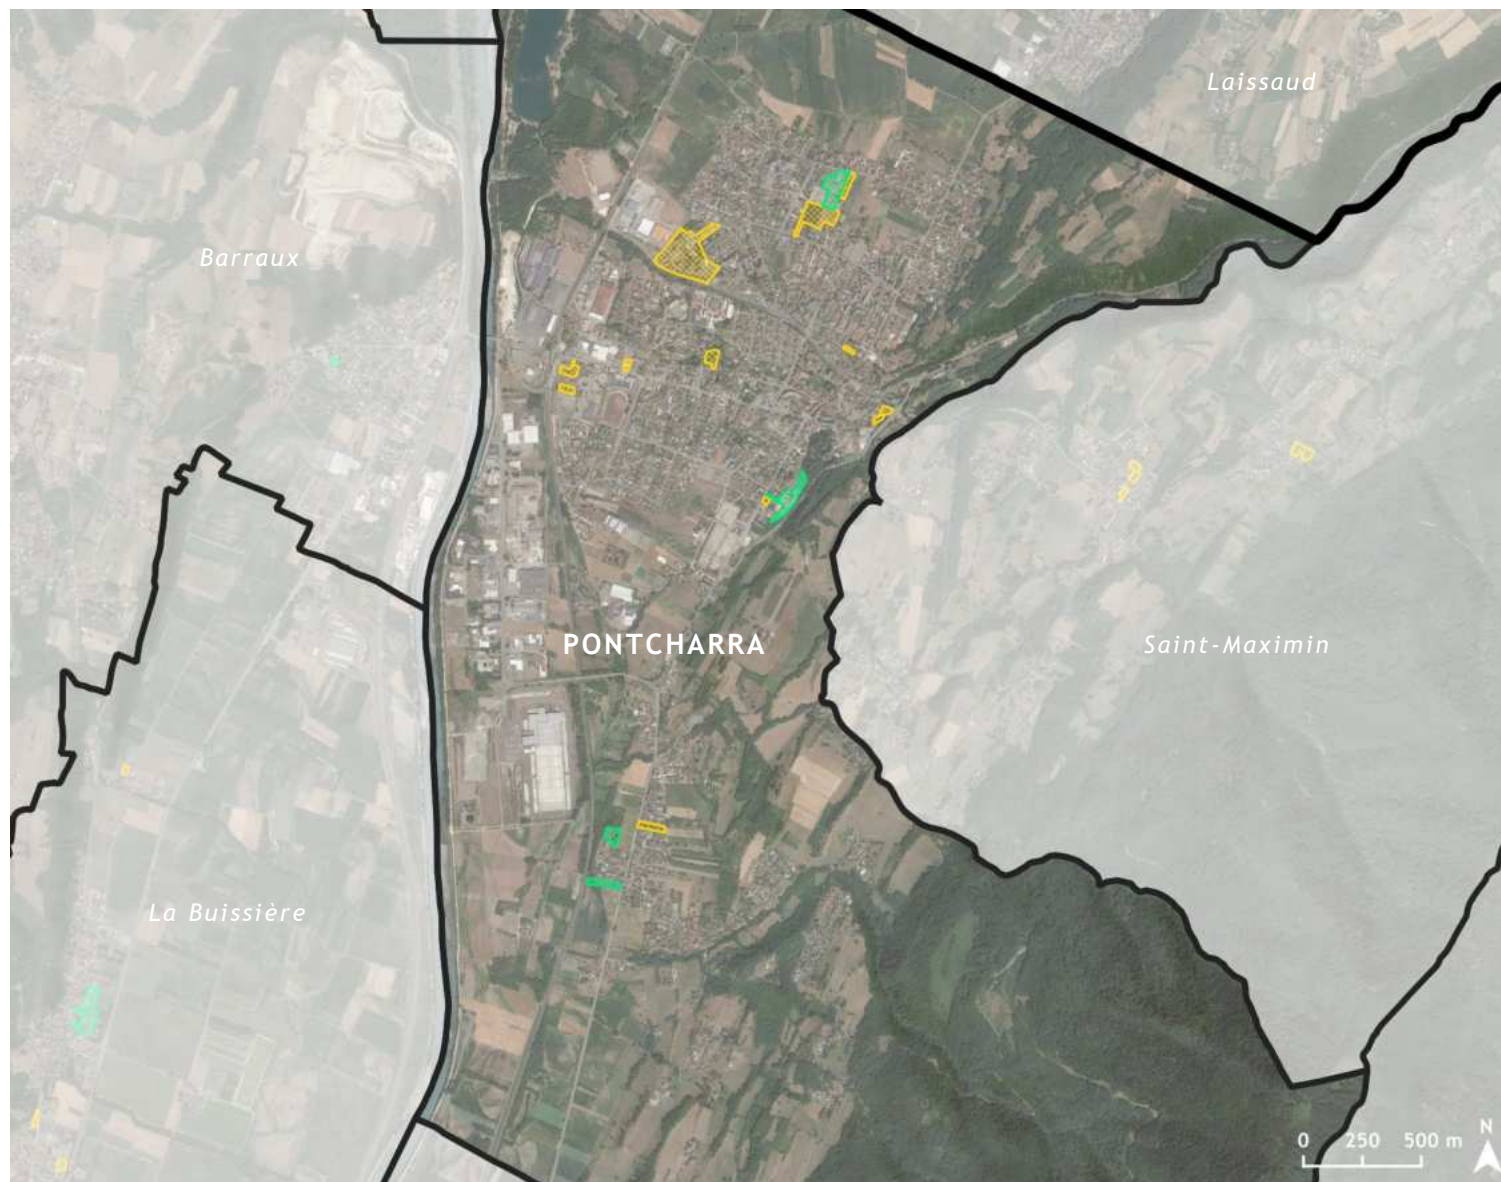 Laissaud
Barraux
PONTCHARRA
Saint-Maximin
La Buissière
N
0 250 500 m